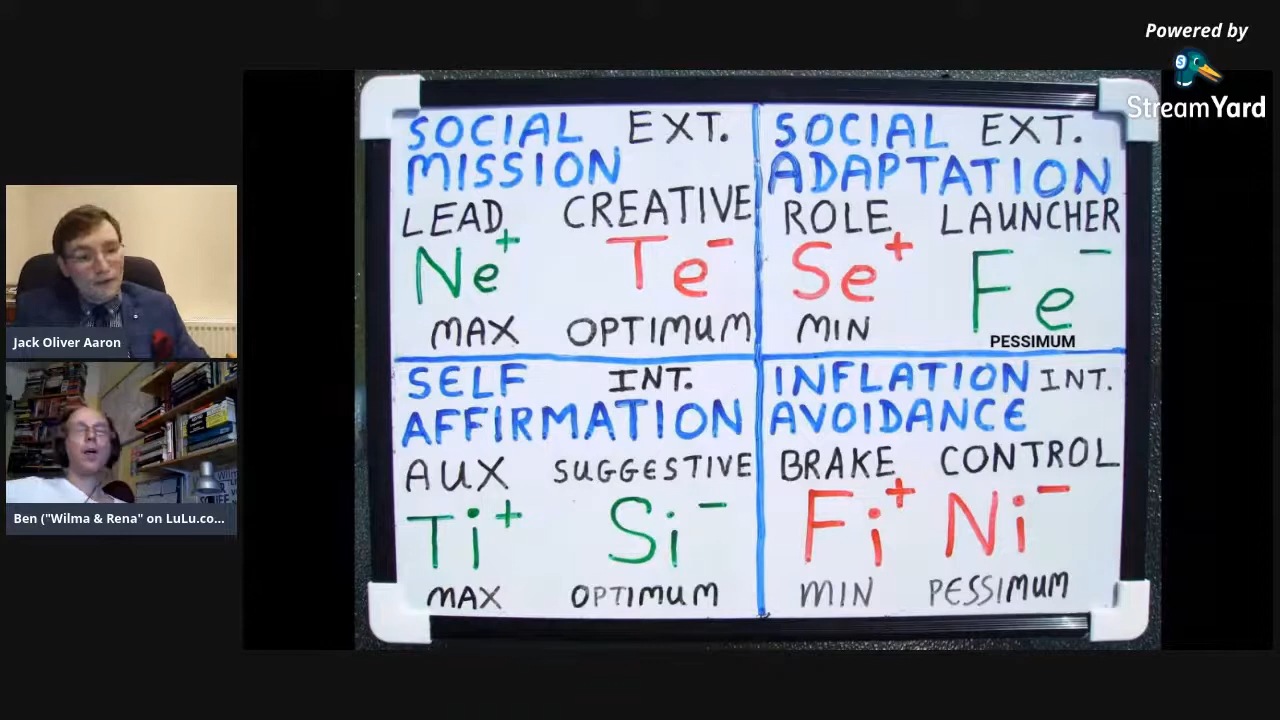 Powered by
StreamYard
SOCIAL EXT.
MISSION
LEAD CREATIVE
Ne+ Te-
MAX OPTIMUM
SOCIAL EXT.
ADAPTATION
ROLE LAUNCHER
Se+ Fe-
MIN
PESSIMUM
SELF INT.
AFFIRMATION
AUX SUGGESTIVE
Ti+ Si-
MAX OPTIMUM
INFLATION INT.
AVOIDANCE
BRAKE CONTROL
Fi+ Ni-
MIN PESSIMUM
Jack Oliver Aaron
Ben ("Wilma & Rena" on LuLu.co...